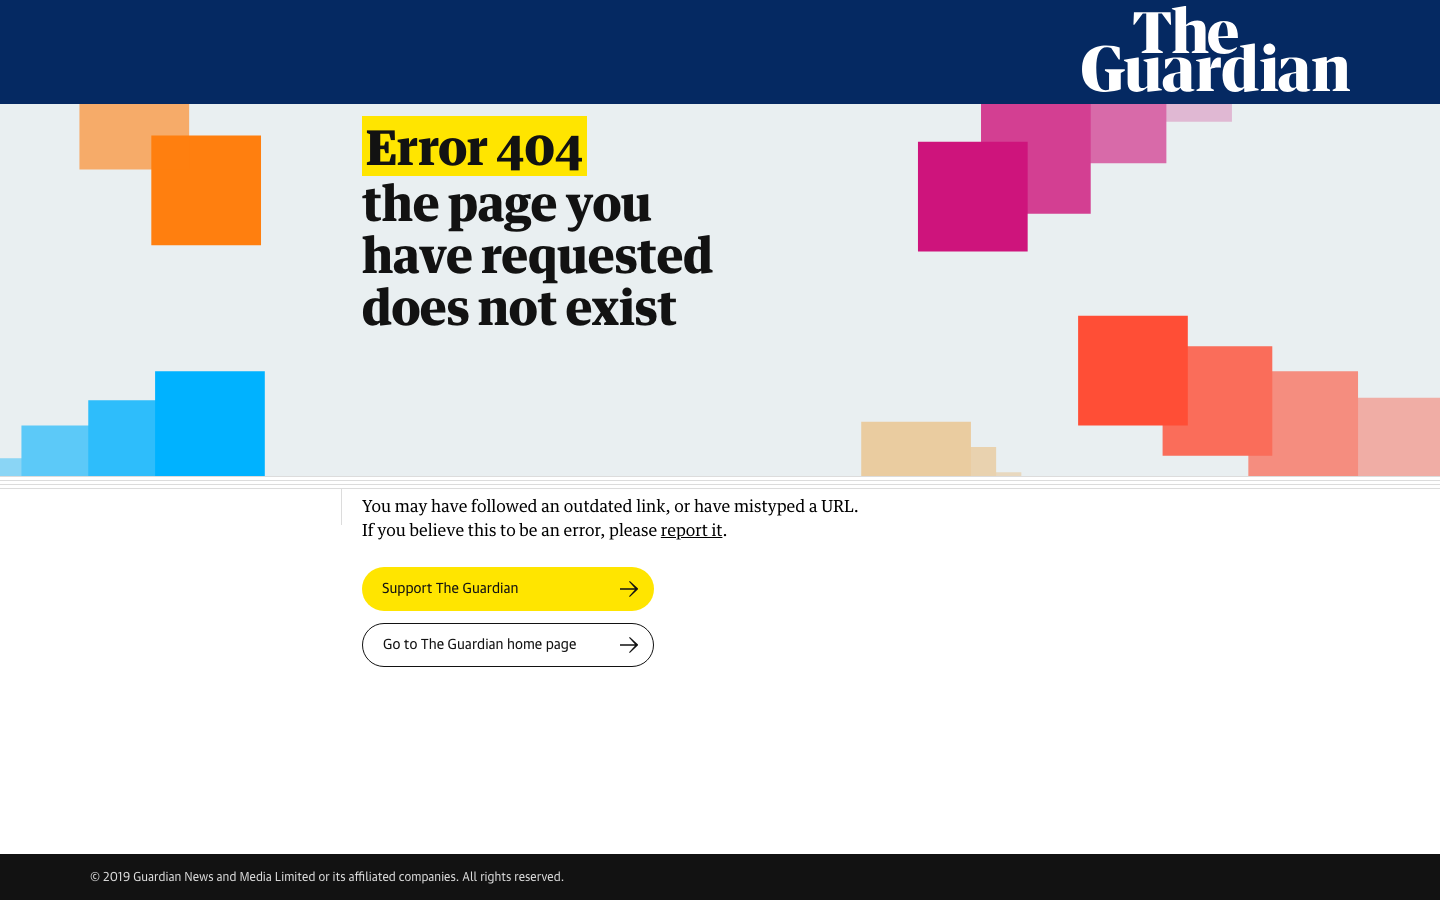 The
Guardian
Error 404
the page you
have requested
does not exist
You may have followed an outdated link, or have mistyped a URL.
If you believe this to be an error, please report it.
Support The Guardian
Go to The Guardian home page
© 2019 Guardian News and Media Limited or its affiliated companies. All rights reserved.